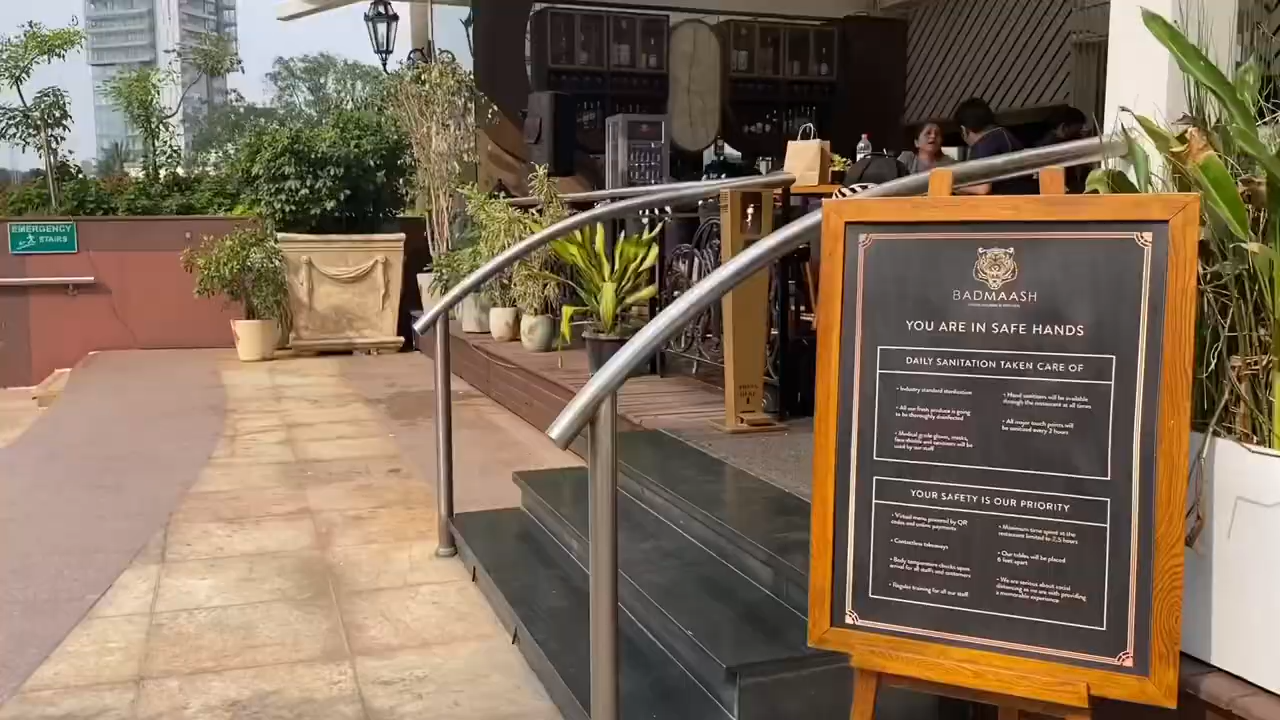 EMERGENCY
STAIRS
BADMAASH
YOU ARE IN SAFE HANDS
DAILY SANITATION TAKEN CARE OF
• Industry standard sterilization
• All our fresh produce is going
to be thoroughly disinfected
• Medical grade gloves, masks,
face shields and sanitizers will be
used by our staff
• Hand sanitizers will be available
through the restaurant at all times
• All major touch points will
be sanitized every 2 hours
YOUR SAFETY IS OUR PRIORITY
• Virtual menu powered by QR
codes and online payments
• Contactless takeaways
• Body temperature checks upon
arrival for all staffs and customers
• Regular training for all our staff
• Maximum time spent at the
restaurant limited to 2.5 hours
• Our tables will be placed
6 feet apart
• We are serious about social
distancing as we are with providing
a memorable experience